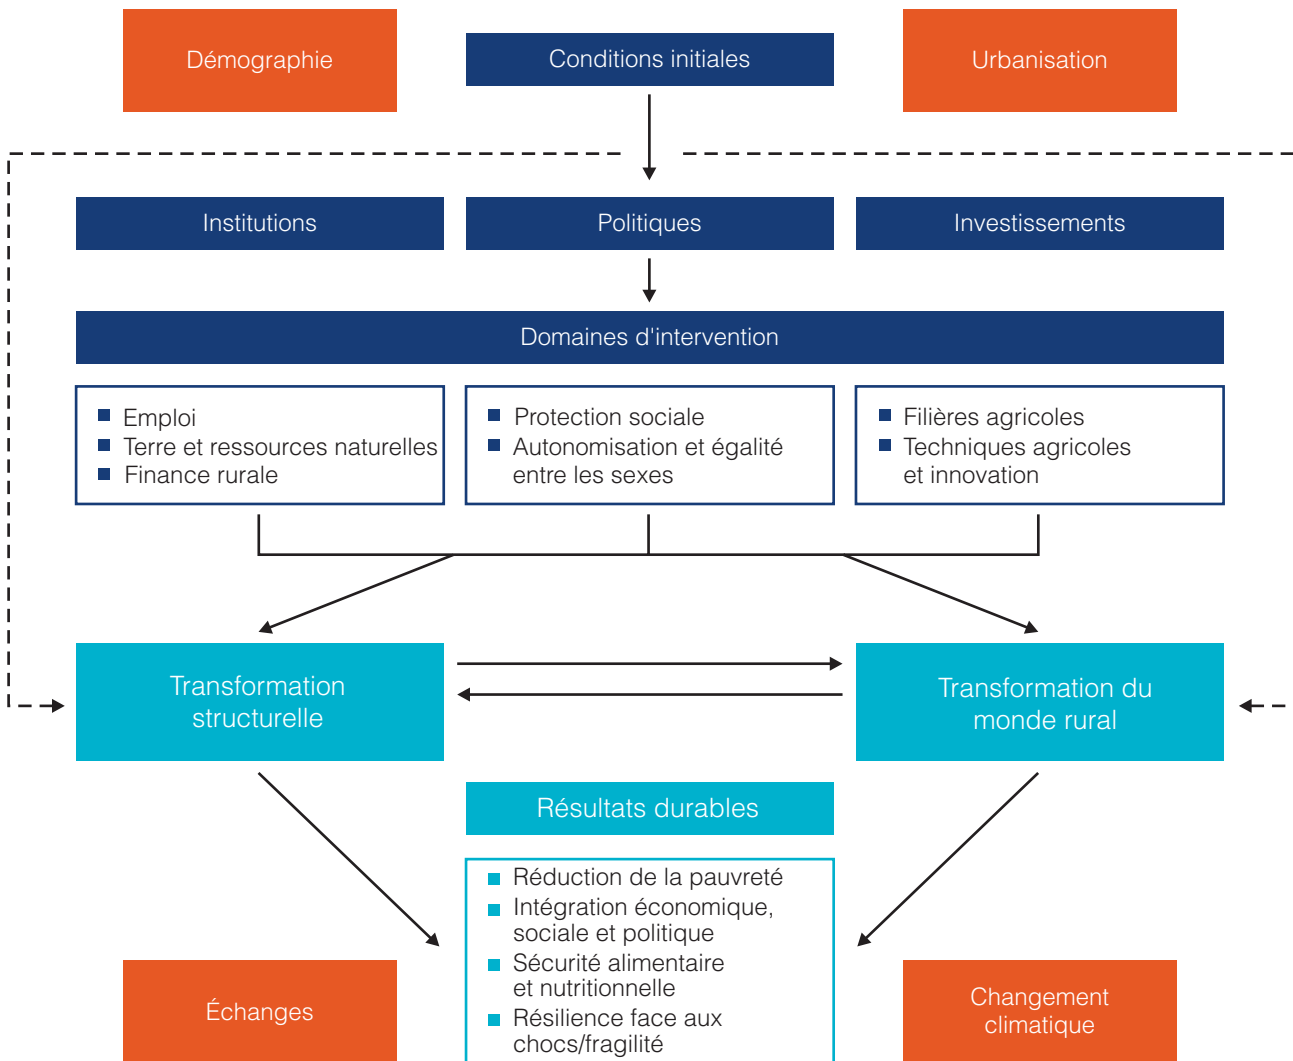 Démographie
Conditions initiales
Urbanisation
Institutions
Politiques
Investissements
Domaines d'intervention
Emploi
Terre et ressources naturelles
Finance rurale
Protection sociale
Autonomisation et égalité
entre les sexes
Filières agricoles
Techniques agricoles
et innovation
Transformation
structurelle
Transformation du
monde rural
Résultats durables
Réduction de la pauvreté
Intégration économique,
sociale et politique
Sécurité alimentaire
et nutritionnelle
Résilience face aux
chocs/fragilité
Échanges
Changement
climatique